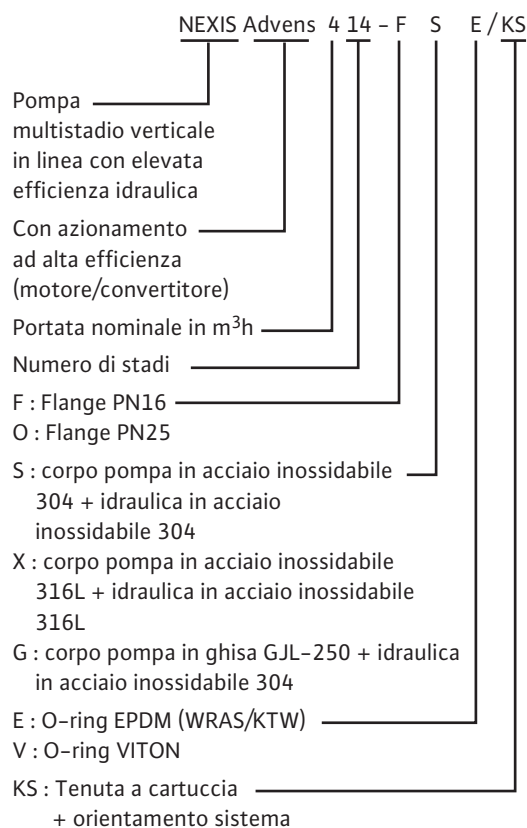 NEXIS Advens 4 14 - F S E / KS
Pompa
multistadio verticale
in linea con elevata
efficienza idraulica
Con azionamento
ad alta efficienza
(motore/convertitore)
Portata nominale in m³h
Numero di stadi
F : Flange PN16
O : Flange PN25
S : corpo pompa in acciaio inossidabile
304 + idraulica in acciaio
inossidabile 304
X : corpo pompa in acciaio inossidabile
316L + idraulica in acciaio inossidabile
316L
G : corpo pompa in ghisa GJL-250 + idraulica
in acciaio inossidabile 304
E : O-ring EPDM (WRAS/KTW)
V : O-ring VITON
KS : Tenuta a cartuccia
+ orientamento sistema